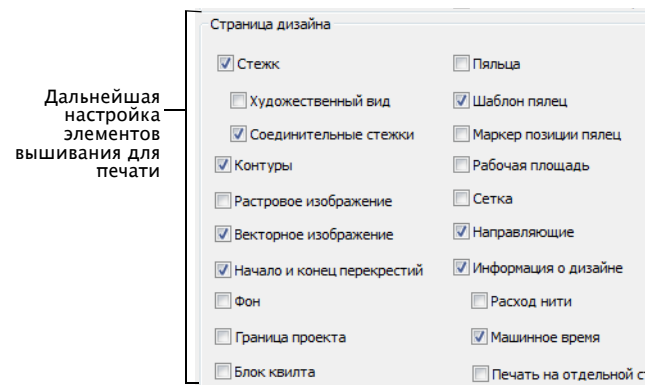 Страница дизайна
Стежк
Художественный вид
Соединительные стежки
Контуры
Растровое изображение
Векторное изображение
Начало и конец перекрестий
Фон
Граница проекта
Блок квилта
Пяльца
Шаблон пялец
Маркер позиции пялец
Рабочая площадь
Сетка
Направляющие
Информация о дизайне
Расход нити
Машинное время
Печать на отдельной
Дальнейшая
настройка
элементов
вышивания для
печати